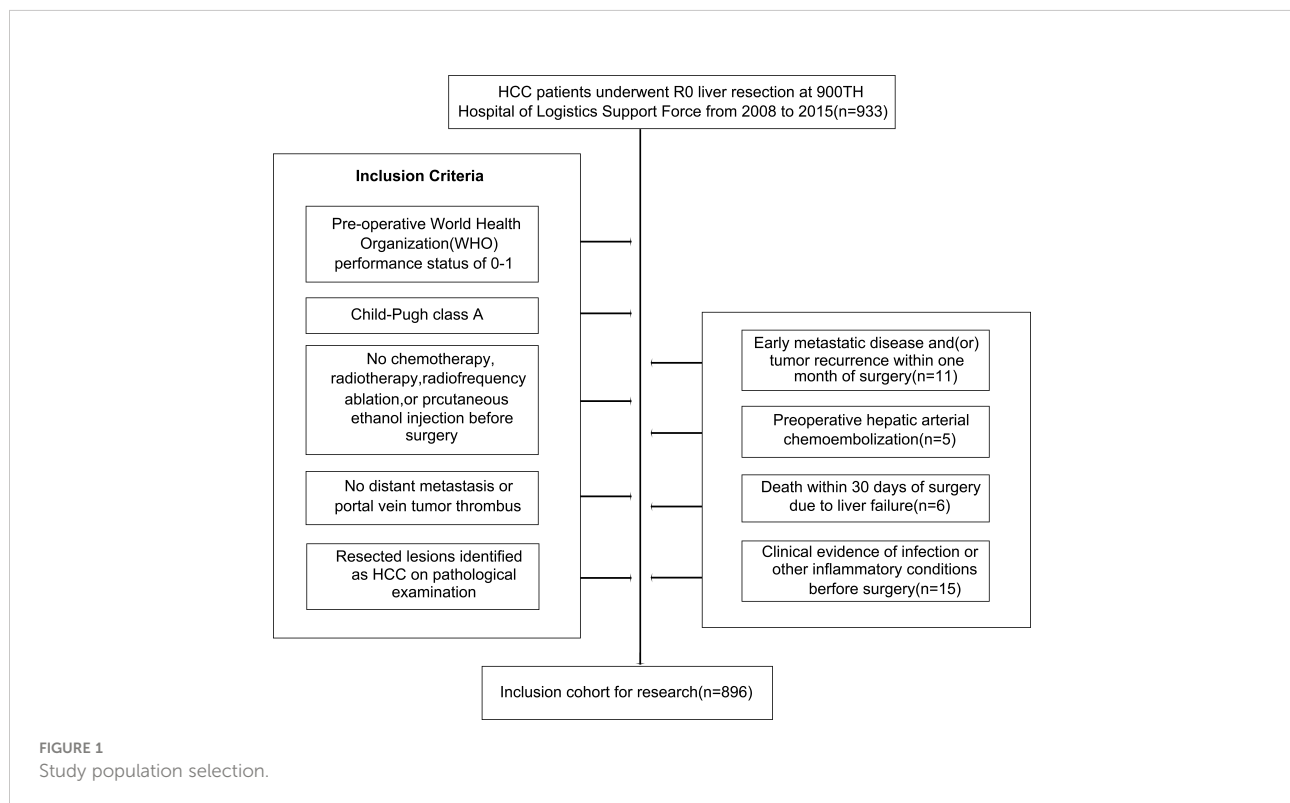 HCC patients underwent R0 liver resection at 900TH
Hospital of Logistics Support Force from 2008 to 2015(n=933)
Inclusion Criteria
Pre-operative World Health
Organization(WHO)
performance status of 0-1
Child-Pugh class A
No chemotherapy,
radiotherapy,radiofrequency
ablation,or prcutaneous
ethanol injection before
surgery
No distant metastasis or
portal vein tumor thrombus
Resected lesions identified
as HCC on pathological
examination
Early metastatic disease and(or)
tumor recurrence within one
month of surgery(n=11)
Preoperative hepatic arterial
chemoembolization(n=5)
Death within 30 days of surgery
due to liver failure(n=6)
Clinical evidence of infection or
other inflammatory conditions
berfore surgery(n=15)
Inclusion cohort for research(n=896)
FIGURE 1
Study population selection.